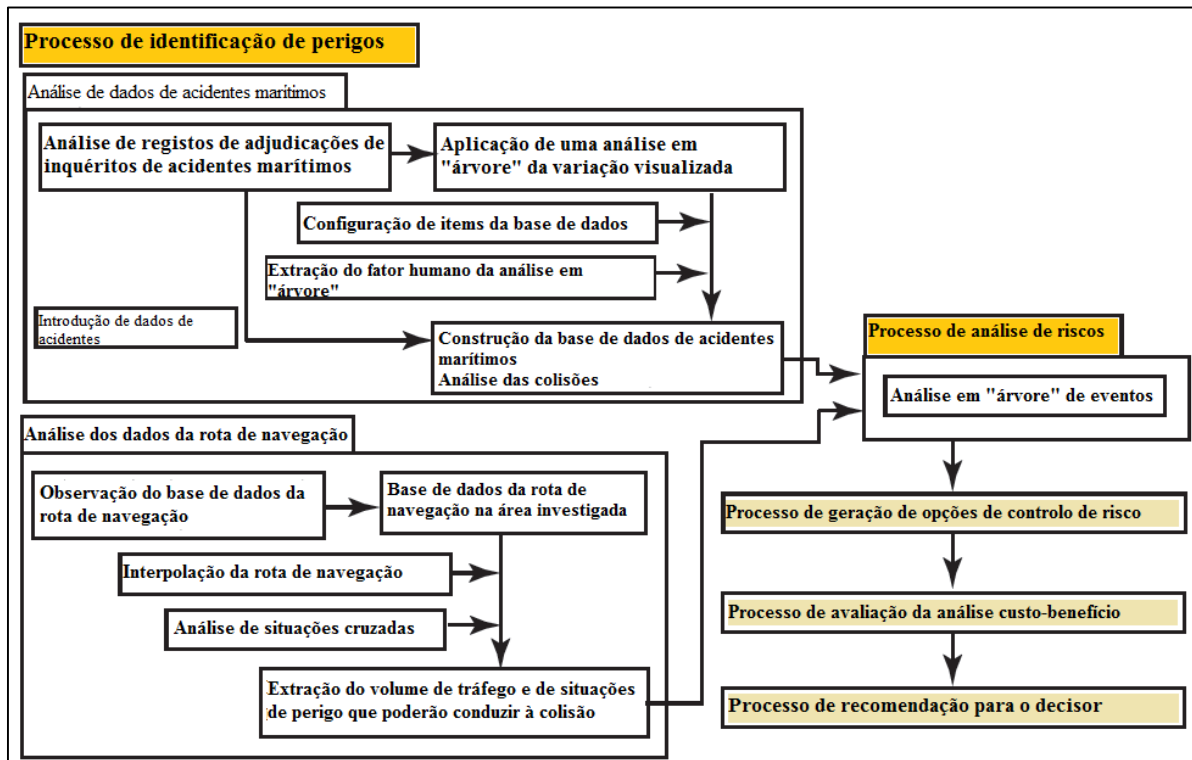 Processo de identificação de perigos
Análise de dados de acidentes marítimos
Análise de registos de adjudicações de
inquéritos de acidentes marítimos
Aplicação de uma análise em
"árvore" da variação visualizada
Configuração de items da base de dados
Extração do fator humano da análise em
"árvore"
Introdução de dados de
acidentes
Construção da base de dados de acidentes
marítimos
Análise das colisões
Processo de análise de riscos
Análise em "árvore" de eventos
Análise dos dados da rota de navegação
Observação do base de dados da
rota de navegação
Base de dados da rota de
navegação na área investigada
Interpolação da rota de navegação
Análise de situações cruzadas
Extração do volume de tráfego e de situações
de perigo que poderão conduzir à colisão
Processo de geração de opções de controlo de risco
Processo de avaliação da análise custo-benefício
Processo de recomendação para o decisor